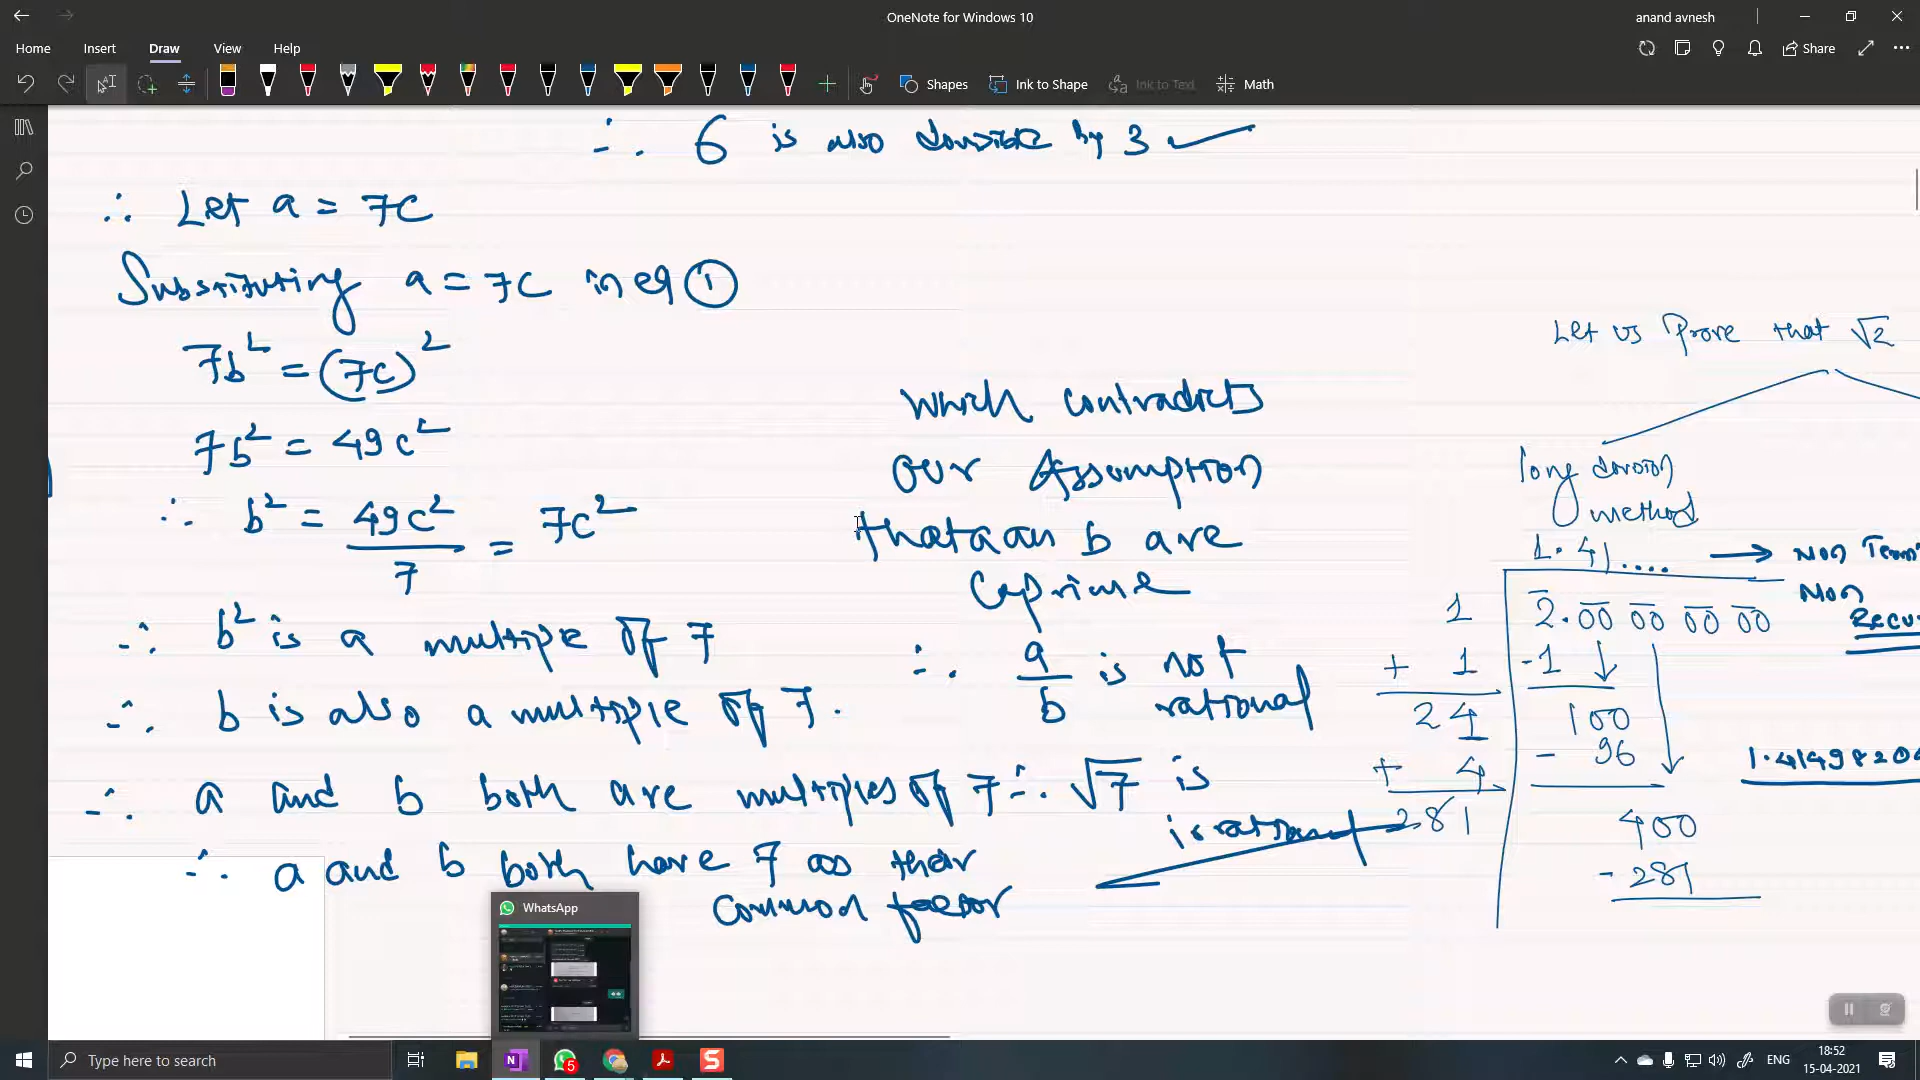 OneNote for Windows 10
anand avnesh
Home Insert Draw View Help
Share
Shapes Ink to Shape Ink to Text Math
∴ 6 is also divisible by 3
∴ Let a = 7c
Substituting a = 7c in eq ①
7b² = (7c)²
7b² = 49c²
∴ b² = 49c²/7 = 7c²
∴ b² is a multiple of 7
∴ b is also a multiple of 7.
∴ a and b both are multiples of 7
∴ a and b both have 7 as their
common factor
which contradicts
our Assumption
that a an b are
Coprime
∴ a/b is not
rational
∴ √7 is
irrational
Let us Prove that √2
long division
method
1.41.... → Non
Non
1 2.00 00 00 00
+ 1 -1
24 100
+ 4 - 96
281 400
- 281
WhatsApp
Type here to search
5
ENG
18:52
15-04-2021